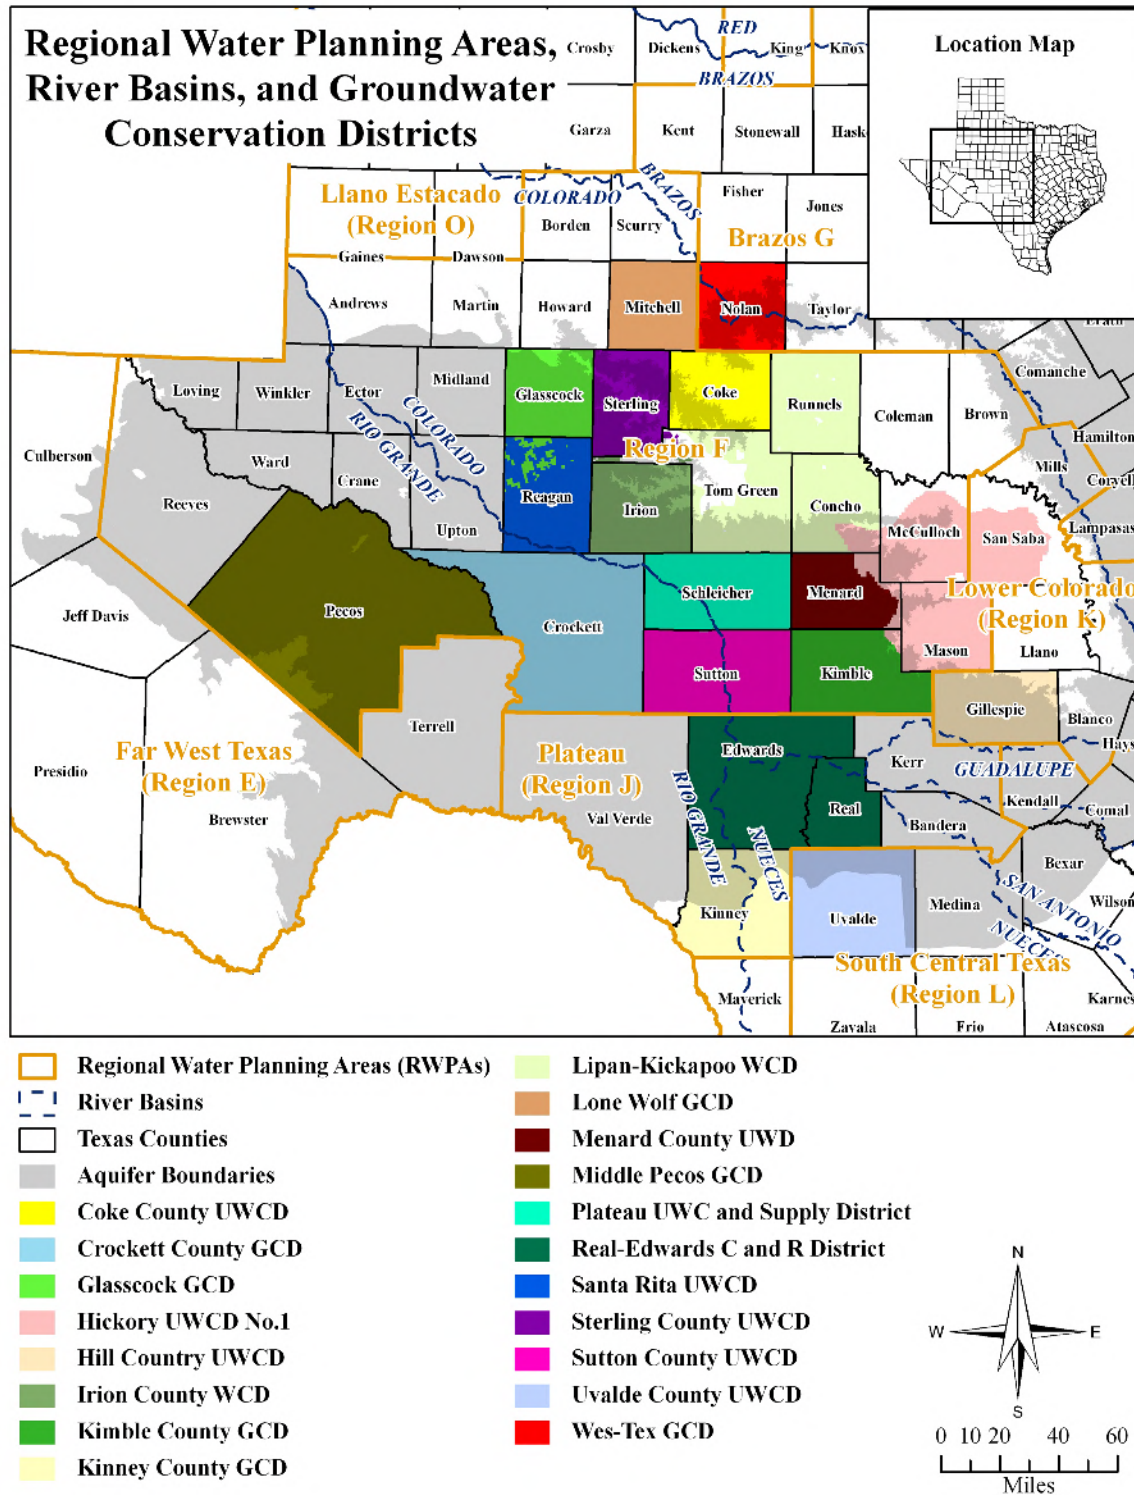 Regional Water Planning Areas,
River Basins, and Groundwater
Conservation Districts
Location Map
Crosby
Dickens
RED
King
Knox
BRAZOS
Garza
Kent
Stonewall
Hask
Llano Estacado
(Region O)
COLORADO
BRAZOS
Fisher
Jones
Borden
Scurry
Brazos G
Gaines
Dawson
Andrews
Martin
Howard
Mitchell
Nolan
Taylor
Erath
Comanche
Loving
Winkler
Ector
Midland
Glasscock
Sterling
Coke
Runnels
Coleman
Brown
COLORADO
RIO GRANDE
Culberson
Ward
Crane
Region F
Hamilton
Mills
Coryell
Reeves
Upton
Reagan
Irion
Tom Green
Concho
McCulloch
San Saba
Lampasas
Jeff Davis
Pecos
Crockett
Schleicher
Menard
Lower Colorado
(Region K)
Mason
Llano
Sutton
Kimble
Terrell
Gillespie
Blanco
Far West Texas
(Region E)
Plateau
(Region J)
Edwards
Kerr
Hays
GUADALUPE
Presidio
Brewster
Val Verde
RIO GRANDE
NUECES
Real
Kendall
Comal
Bandera
Bexar
Kinney
Uvalde
Medina
SAN ANTONIO
NUECES
Wilson
South Central Texas
(Region L)
Maverick
Zavala
Frio
Atascosa
Karnes
Regional Water Planning Areas (RWPAs)
River Basins
Texas Counties
Aquifer Boundaries
Coke County UWCD
Crockett County GCD
Glasscock GCD
Hickory UWCD No.1
Hill Country UWCD
Irion County WCD
Kimble County GCD
Kinney County GCD
Lipan-Kickapoo WCD
Lone Wolf GCD
Menard County UWD
Middle Pecos GCD
Plateau UWC and Supply District
Real-Edwards C and R District
Santa Rita UWCD
Sterling County UWCD
Sutton County UWCD
Uvalde County UWCD
Wes-Tex GCD
N
W E
S
0 10 20 40 60
Miles